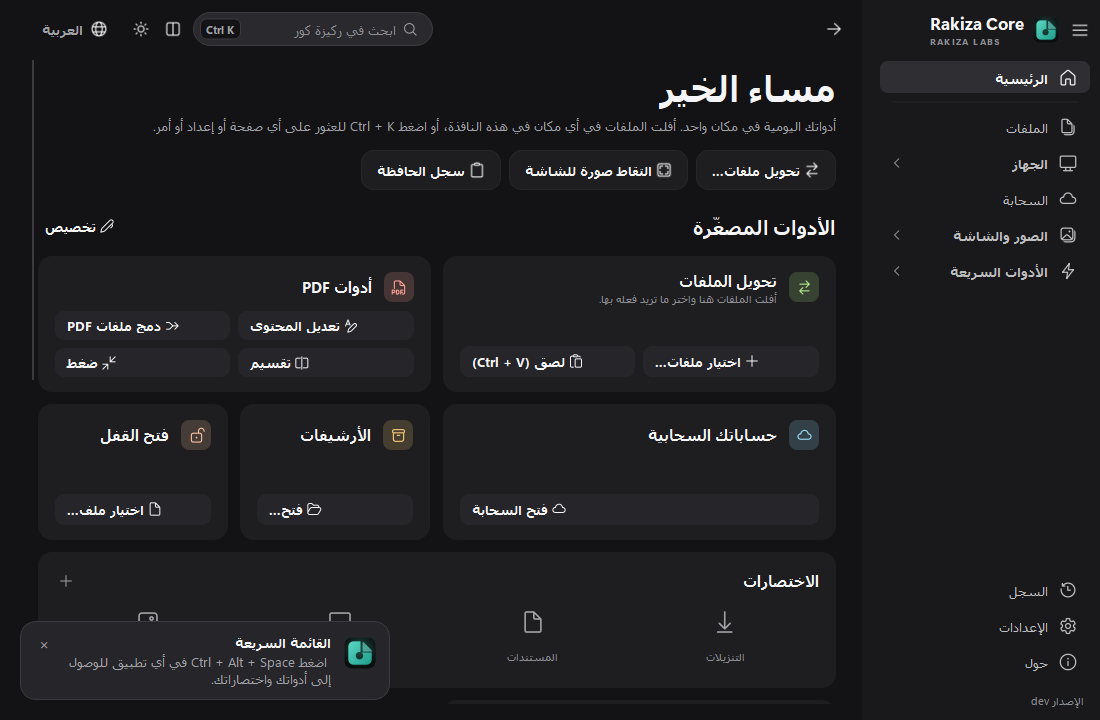 Rakiza Core
RAKIZA LABS
الرئيسية
الملفات
الجهاز
السحابة
الصور والشاشة
الأدوات السريعة
السجل
الإعدادات
حول
الإصدار dev
ابحث في ركيزة كور
Ctrl K
العربية
مساء الخير
أدواتك اليومية في مكان واحد. أفلت الملفات في أي مكان في هذه النافذة، أو اضغط Ctrl + K للعثور على أي صفحة أو إعداد أو أمر.
تحويل ملفات...
التقاط صورة للشاشة
سجل الحافظة
الأدوات المصغّرة
تخصيص
تحويل الملفات
أفلت الملفات هنا واختر ما تريد فعله بها.
اختيار ملفات...
لصق (Ctrl + V)
أدوات PDF
PDF
تعديل المحتوى
دمج ملفات PDF
تقسيم
ضغط
حساباتك السحابية
فتح السحابة
الأرشيفات
فتح...
فتح القفل
اختيار ملف...
الاختصارات
التنزيلات
المستندات
القائمة السريعة
اضغط Ctrl + Alt + Space في أي تطبيق للوصول
إلى أدواتك واختصاراتك.